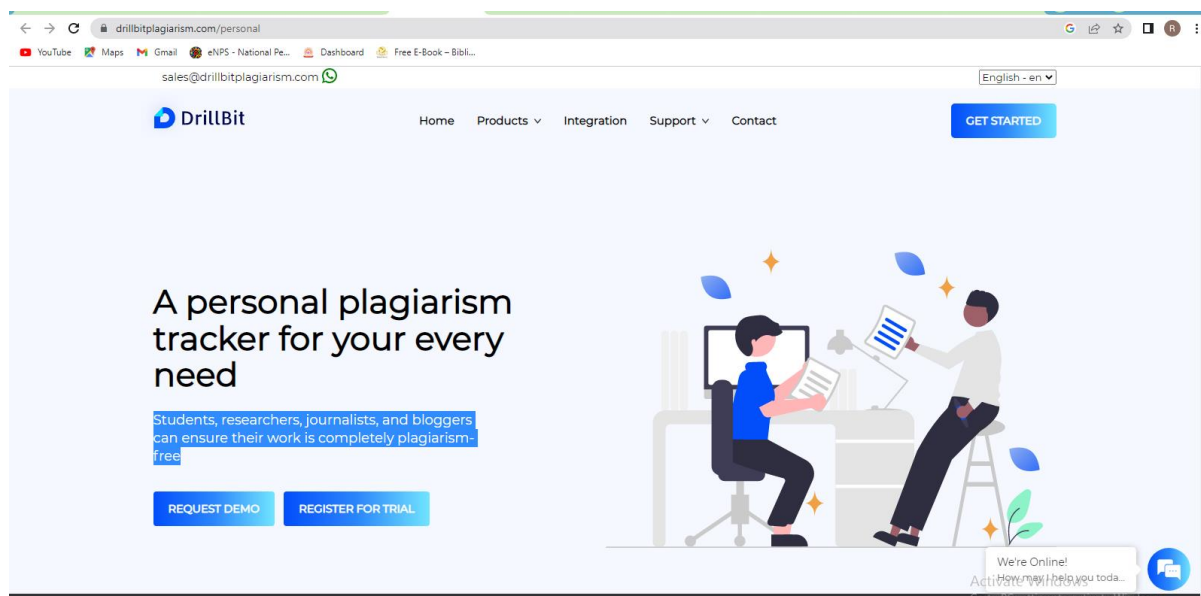 drillbitplagiarism.com/personal
YouTube Maps Gmail eNPS - National Pe... Dashboard Free E-Book – Bibli...
sales@drillbitplagiarism.com English - en
DrillBit Home Products Integration Support Contact GET STARTED
A personal plagiarism
tracker for your every
need
Students, researchers, journalists, and bloggers
can ensure their work is completely plagiarism-
free
REQUEST DEMO REGISTER FOR TRIAL
We're Online!
How may I help you toda...
Activate Windows